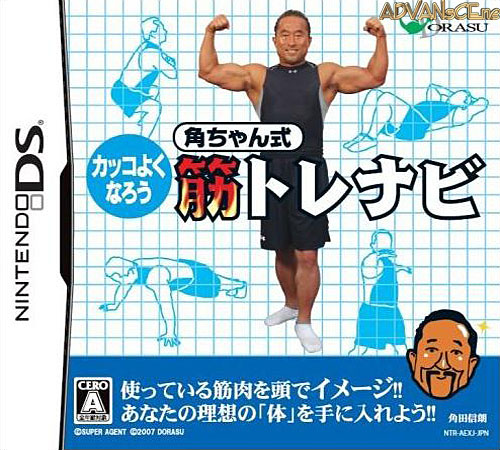 ADVANsCE.net
DORASU
NINTENDO DS
カッコよく
なろう
角ちゃん式
筋トレナビ
CERO
A
使っている筋肉を頭でイメージ!!
あなたの理想の「体」を手に入れよう!!
角田信朗
©SUPER AGENT ©2007 DORASU
NTR-AEXJ-JPN